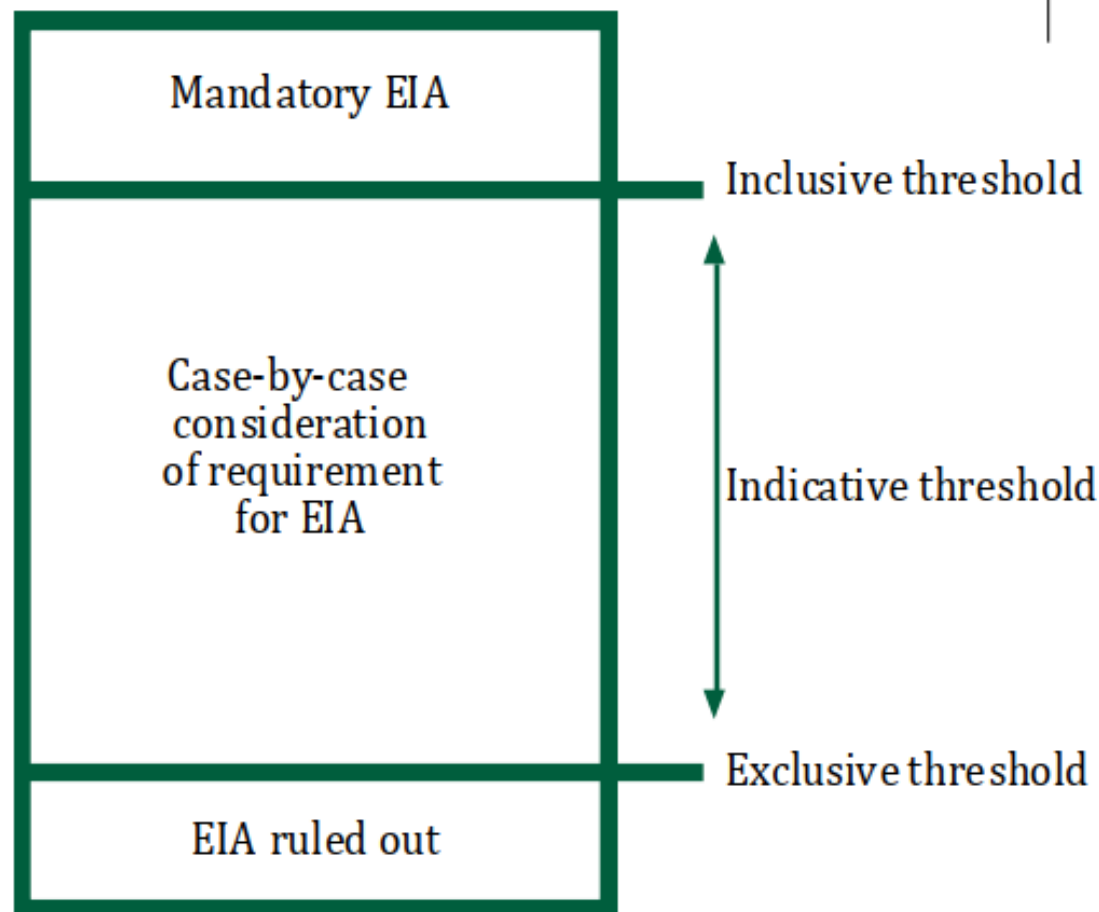 Mandatory EIA
Inclusive threshold
Case-by-case
consideration
of requirement
for EIA
Indicative threshold
Exclusive threshold
EIA ruled out